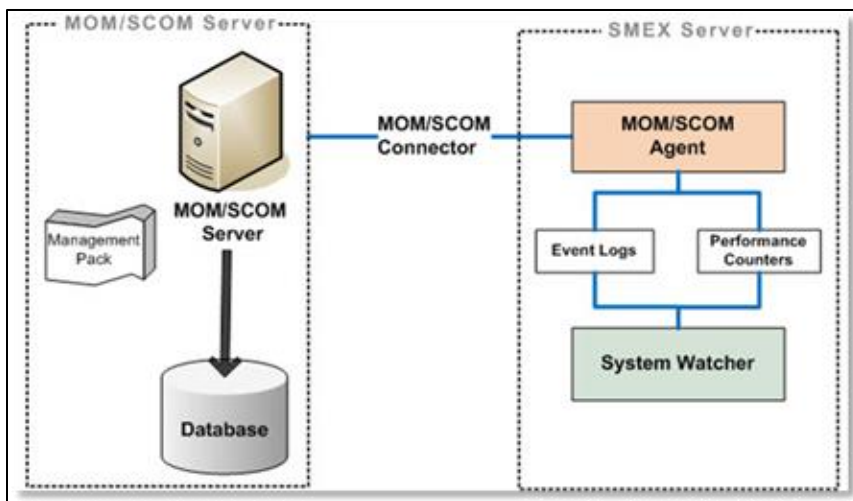 MOM/SCOM Server
SMEX Server
MOM/SCOM
Connector
MOM/SCOM
Agent
MOM/SCOM
Server
Management
Pack
Event Logs
Performance
Counters
System Watcher
Database